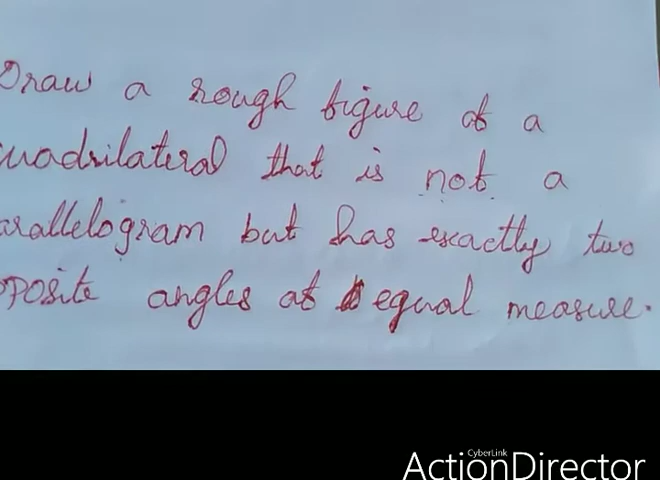 Draw a rough figure of a
uadrilateral that is not a
arallelogram but has exactly two
pposite angles of equal measure.
CyberLink
ActionDirector